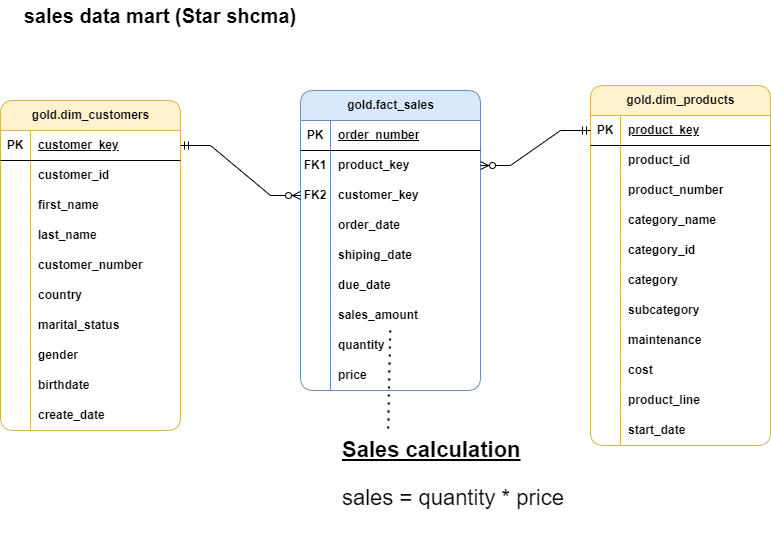 sales data mart (Star shcma)
gold.dim_customers
PK customer_key
customer_id
first_name
last_name
customer_number
country
marital_status
gender
birthdate
create_date
gold.fact_sales
PK order_number
FK1 product_key
FK2 customer_key
order_date
shiping_date
due_date
sales_amount
quantity
price
gold.dim_products
PK product_key
product_id
product_number
category_name
category_id
category
subcategory
maintenance
cost
product_line
start_date
Sales calculation
sales = quantity * price